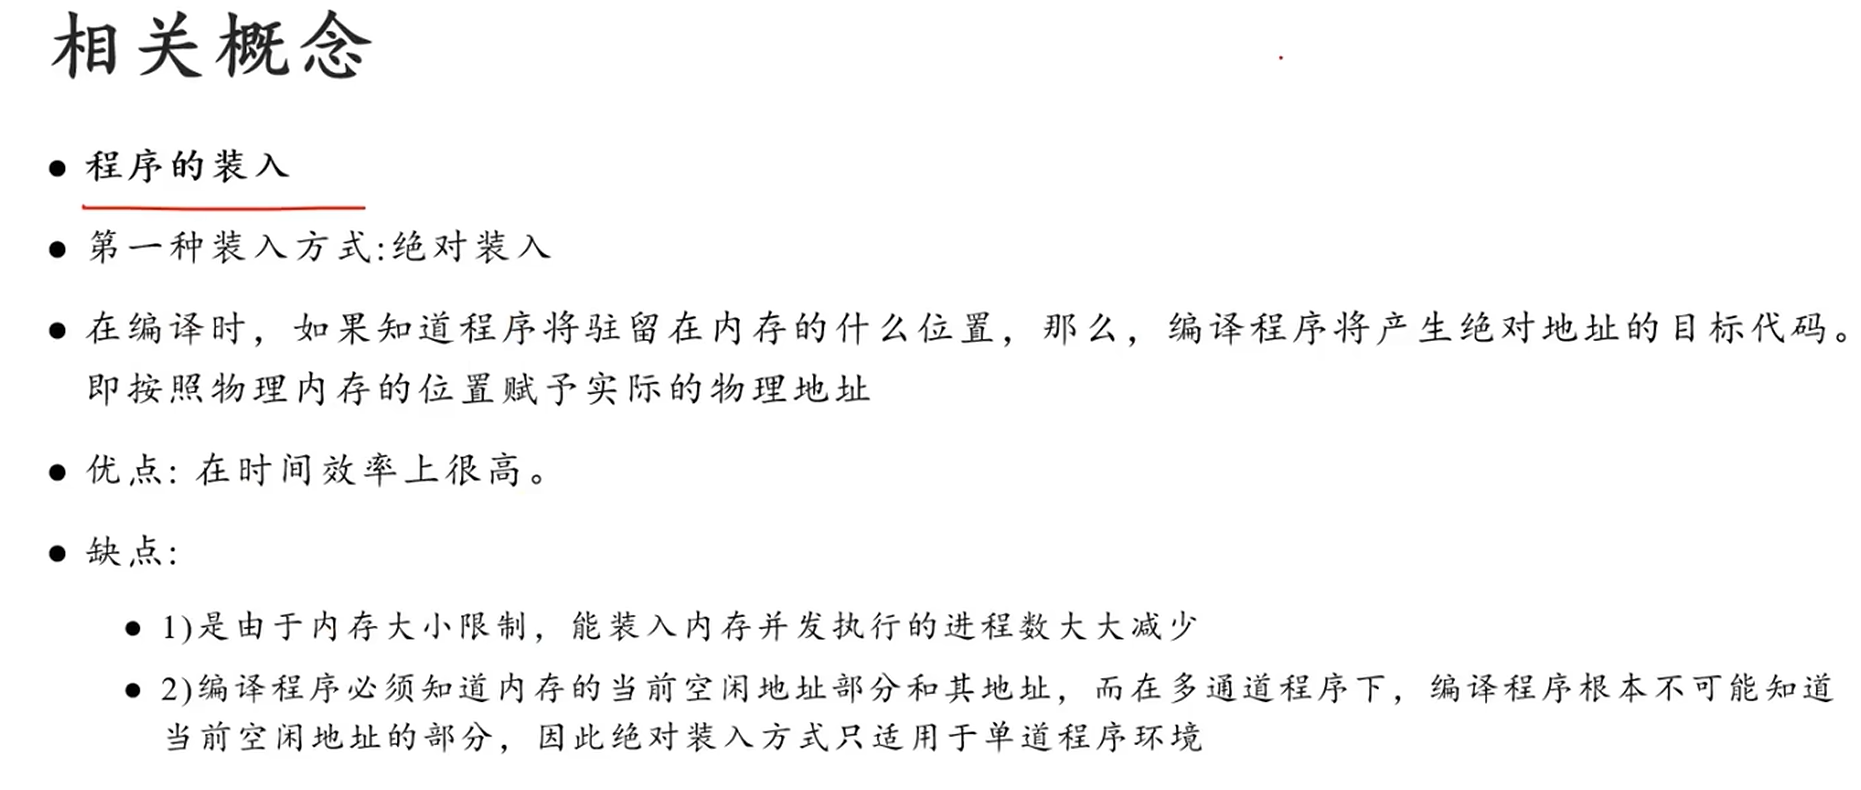 相关概念
● 程序的装入
● 第一种装入方式:绝对装入
● 在编译时，如果知道程序将驻留在内存的什么位置，那么，编译程序将产生绝对地址的目标代码。
即按照物理内存的位置赋予实际的物理地址
● 优点: 在时间效率上很高。
● 缺点:
● 1)是由于内存大小限制，能装入内存并发执行的进程数大大减少
● 2)编译程序必须知道内存的当前空闲地址部分和其地址，而在多通道程序下，编译程序根本不可能知道
当前空闲地址的部分，因此绝对装入方式只适用于单道程序环境